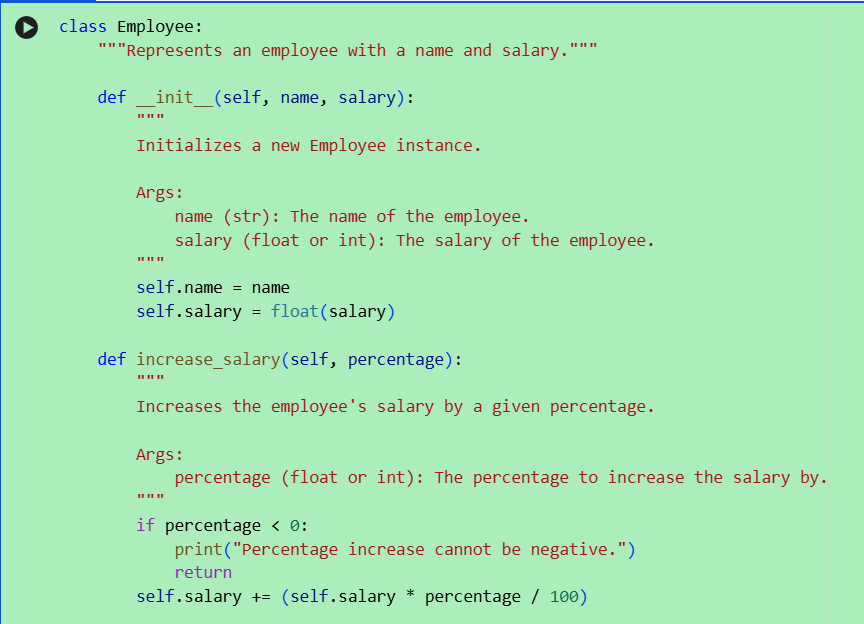 class Employee:
    """Represents an employee with a name and salary."""

    def __init__(self, name, salary):
        """
        Initializes a new Employee instance.

        Args:
            name (str): The name of the employee.
            salary (float or int): The salary of the employee.
        """
        self.name = name
        self.salary = float(salary)

    def increase_salary(self, percentage):
        """
        Increases the employee's salary by a given percentage.

        Args:
            percentage (float or int): The percentage to increase the salary by.
        """
        if percentage < 0:
            print("Percentage increase cannot be negative.")
            return
        self.salary += (self.salary * percentage / 100)